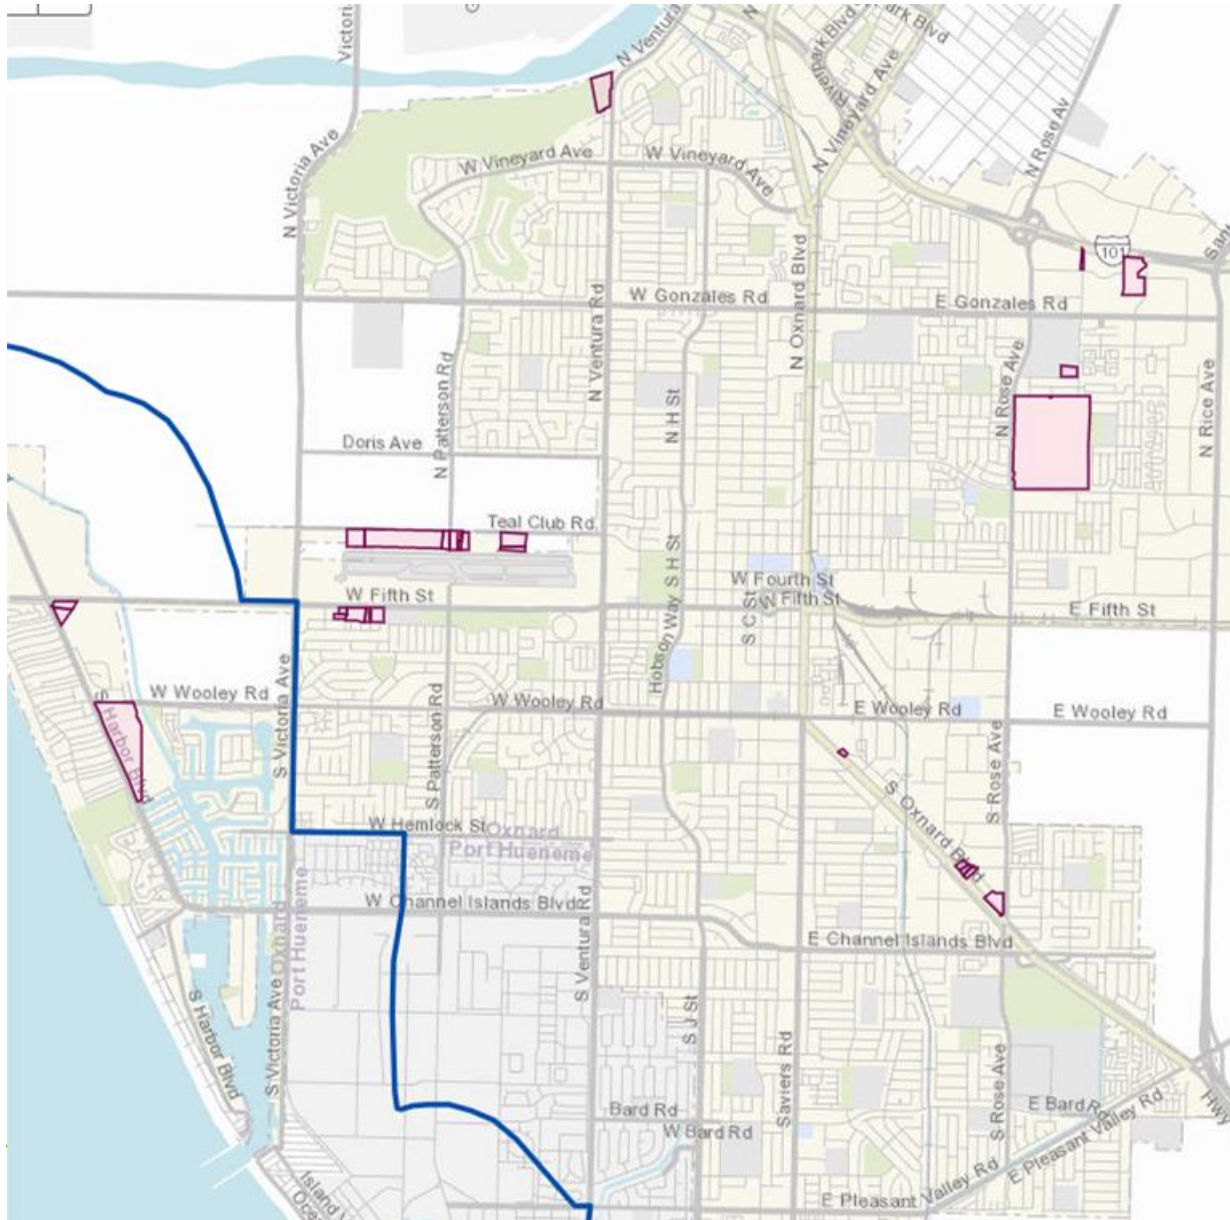 Victoria
N Ventura
Riverpark Blvd
Park Blvd
N Vineyard Ave
N Rose Av
N Victoria Ave
W Vineyard Ave
W Vineyard Ave
101
N Oxnard Blvd
W Gonzales Rd
E Gonzales Rd
N Ventura Rd
N Patterson Rd
N Rose Ave
N Rice Ave
N H St
Doris Ave
Teal Club Rd
S H St
Hobson Way
W Fourth St
W Fifth St
W Fifth St
E Fifth St
S C St
W Wooley Rd
W Wooley Rd
E Wooley Rd
E Wooley Rd
S Victoria Ave
S Patterson Rd
Harbor Blvd
S Rose Ave
S Oxnard Blvd
W Hemlock St
Oxnard
Port Hueneme
W Channel Islands Blvd
E Channel Islands Blvd
Oxnard
Port Hueneme
S Victoria Ave
S Harbor Blvd
S Ventura Rd
S J St
Saviers Rd
S Rose Ave
Bard Rd
W Bard Rd
E Bard Rd
E Pleasant Valley Rd
E Pleasant Valley Rd
Hwy
Island